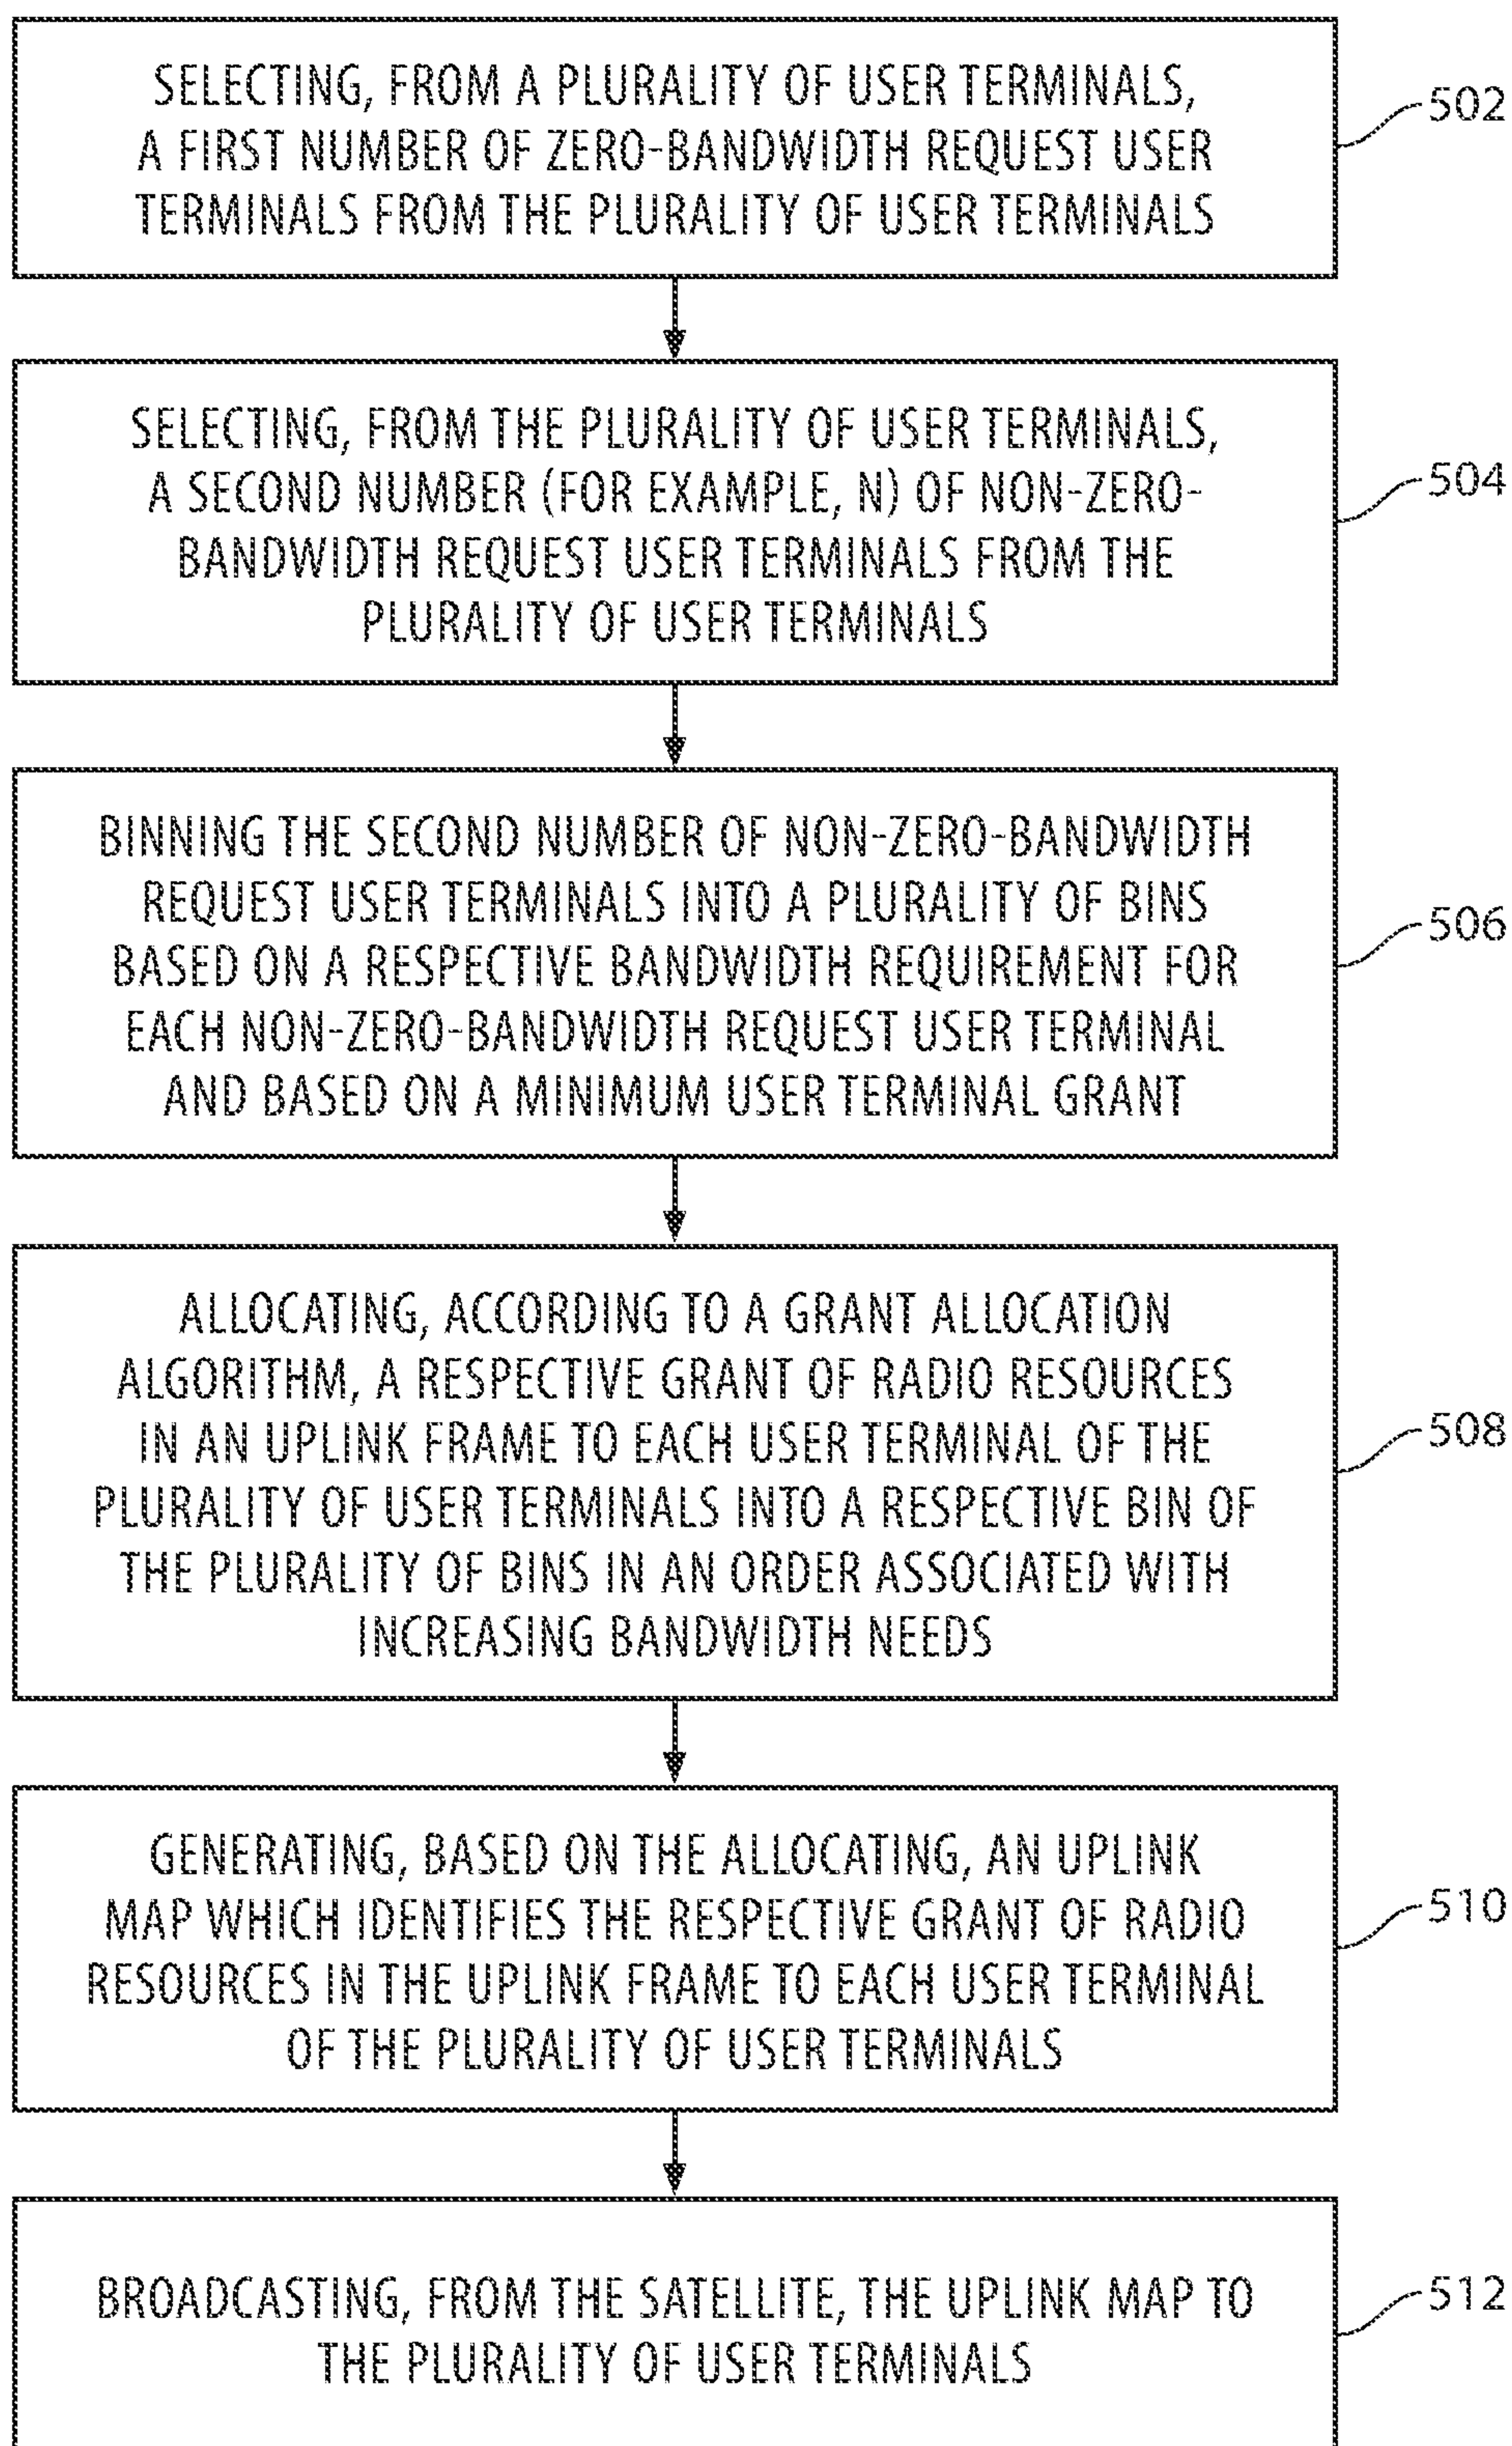 SELECTING, FROM A PLURALITY OF USER TERMINALS,
A FIRST NUMBER OF ZERO-BANDWIDTH REQUEST USER
TERMINALS FROM THE PLURALITY OF USER TERMINALS
502
SELECTING, FROM THE PLURALITY OF USER TERMINALS,
A SECOND NUMBER (FOR EXAMPLE, N) OF NON-ZERO-
BANDWIDTH REQUEST USER TERMINALS FROM THE
PLURALITY OF USER TERMINALS
504
BINNING THE SECOND NUMBER OF NON-ZERO-BANDWIDTH
REQUEST USER TERMINALS INTO A PLURALITY OF BINS
BASED ON A RESPECTIVE BANDWIDTH REQUIREMENT FOR
EACH NON-ZERO-BANDWIDTH REQUEST USER TERMINAL
AND BASED ON A MINIMUM USER TERMINAL GRANT
506
ALLOCATING, ACCORDING TO A GRANT ALLOCATION
ALGORITHM, A RESPECTIVE GRANT OF RADIO RESOURCES
IN AN UPLINK FRAME TO EACH USER TERMINAL OF THE
PLURALITY OF USER TERMINALS INTO A RESPECTIVE BIN OF
THE PLURALITY OF BINS IN AN ORDER ASSOCIATED WITH
INCREASING BANDWIDTH NEEDS
508
GENERATING, BASED ON THE ALLOCATING, AN UPLINK
MAP WHICH IDENTIFIES THE RESPECTIVE GRANT OF RADIO
RESOURCES IN THE UPLINK FRAME TO EACH USER TERMINAL
OF THE PLURALITY OF USER TERMINALS
510
BROADCASTING, FROM THE SATELLITE, THE UPLINK MAP TO
THE PLURALITY OF USER TERMINALS
512